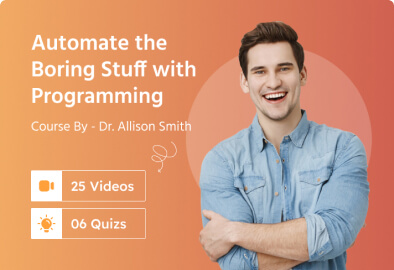 Automate the
Boring Stuff with
Programming
Course By - Dr. Allison Smith
25 Videos
06 Quizs